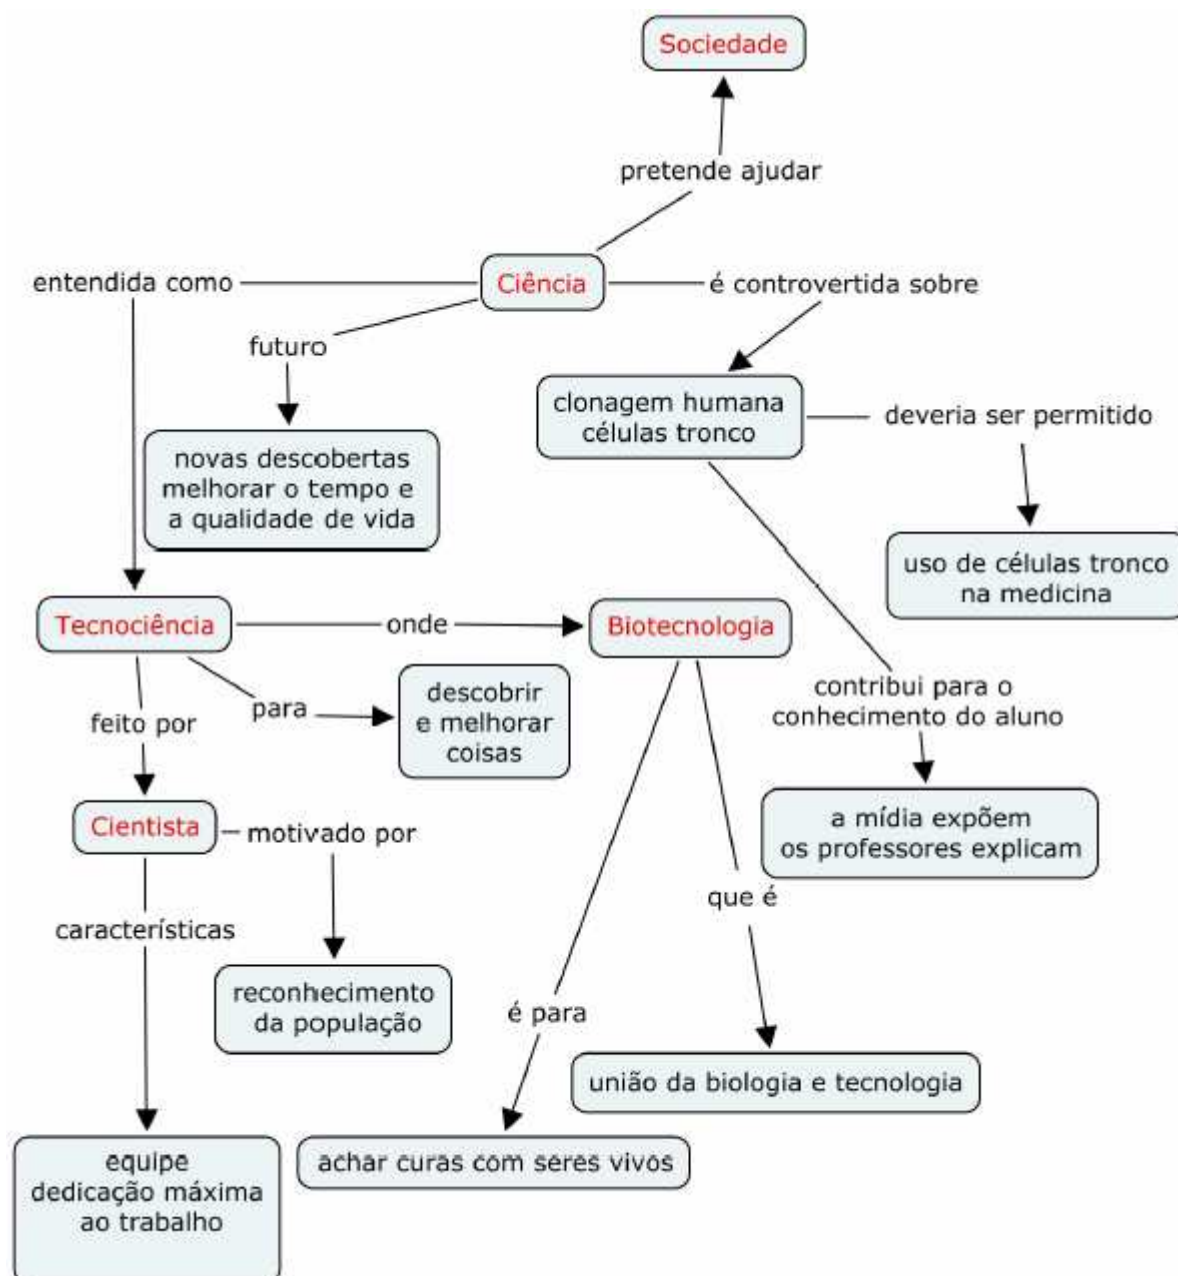 Sociedade
pretende ajudar
entendida como
Ciência
é controvertida sobre
futuro
clonagem humana
células tronco
deveria ser permitido
novas descobertas
melhorar o tempo e
a qualidade de vida
uso de células tronco
na medicina
Tecnociência
onde
Biotecnologia
feito por
para
descobrir
e melhorar
coisas
contribui para o
conhecimento do aluno
Cientista
motivado por
a mídia expõem
os professores explicam
que é
características
reconhecimento
da população
é para
união da biologia e tecnologia
equipe
dedicação máxima
ao trabalho
achar curas com seres vivos